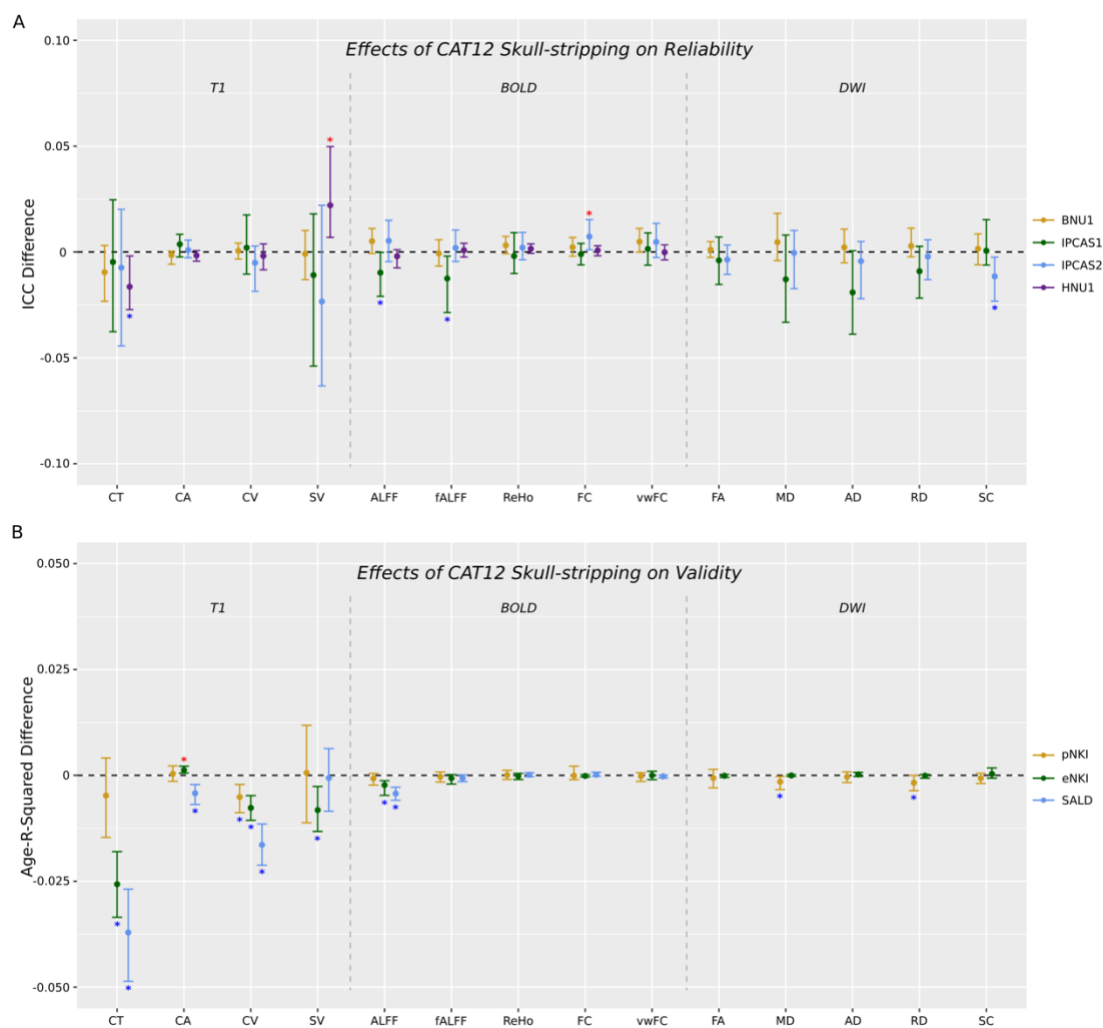 A
Effects of CAT12 Skull-stripping on Reliability
T1 BOLD DWI
ICC Difference
0.10
0.05
0
-0.05
-0.10
CT CA CV SV ALFF fALFF ReHo FC vwFC FA MD AD RD SC
BNU1
IPCAS1
IPCAS2
HNU1
B
Effects of CAT12 Skull-stripping on Validity
T1 BOLD DWI
Age-R-Squared Difference
0.050
0.025
0
-0.025
-0.050
CT CA CV SV ALFF fALFF ReHo FC vwFC FA MD AD RD SC
pNKI
eNKI
SALD